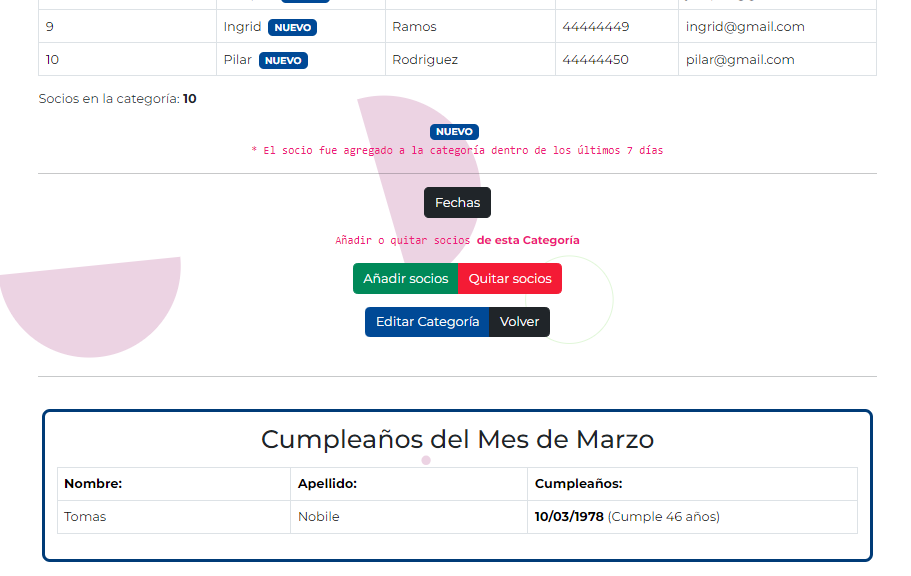 9 Ingrid NUEVO Ramos 44444449 ingrid@gmail.com
10 Pilar NUEVO Rodriguez 44444450 pilar@gmail.com
Socios en la categoría: 10
NUEVO
* El socio fue agregado a la categoría dentro de los últimos 7 días
Fechas
Añadir o quitar socios de esta Categoría
Añadir socios Quitar socios
Editar Categoría Volver
Cumpleaños del Mes de Marzo
Nombre: Apellido: Cumpleaños:
Tomas Nobile 10/03/1978 (Cumple 46 años)